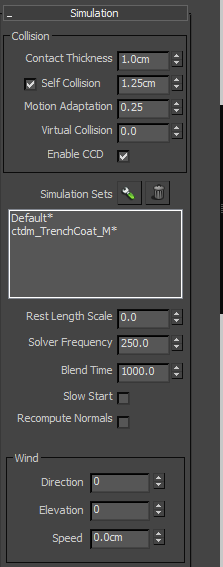 Simulation
Collision
Contact Thickness 1.0cm
Self Collision 1.25cm
Motion Adaptation 0.25
Virtual Collision 0.0
Enable CCD
Simulation Sets
Default*
ctdm_TrenchCoat_M*
Rest Length Scale 0.0
Solver Frequency 250.0
Blend Time 1000.0
Slow Start
Recompute Normals
Wind
Direction 0
Elevation 0
Speed 0.0cm